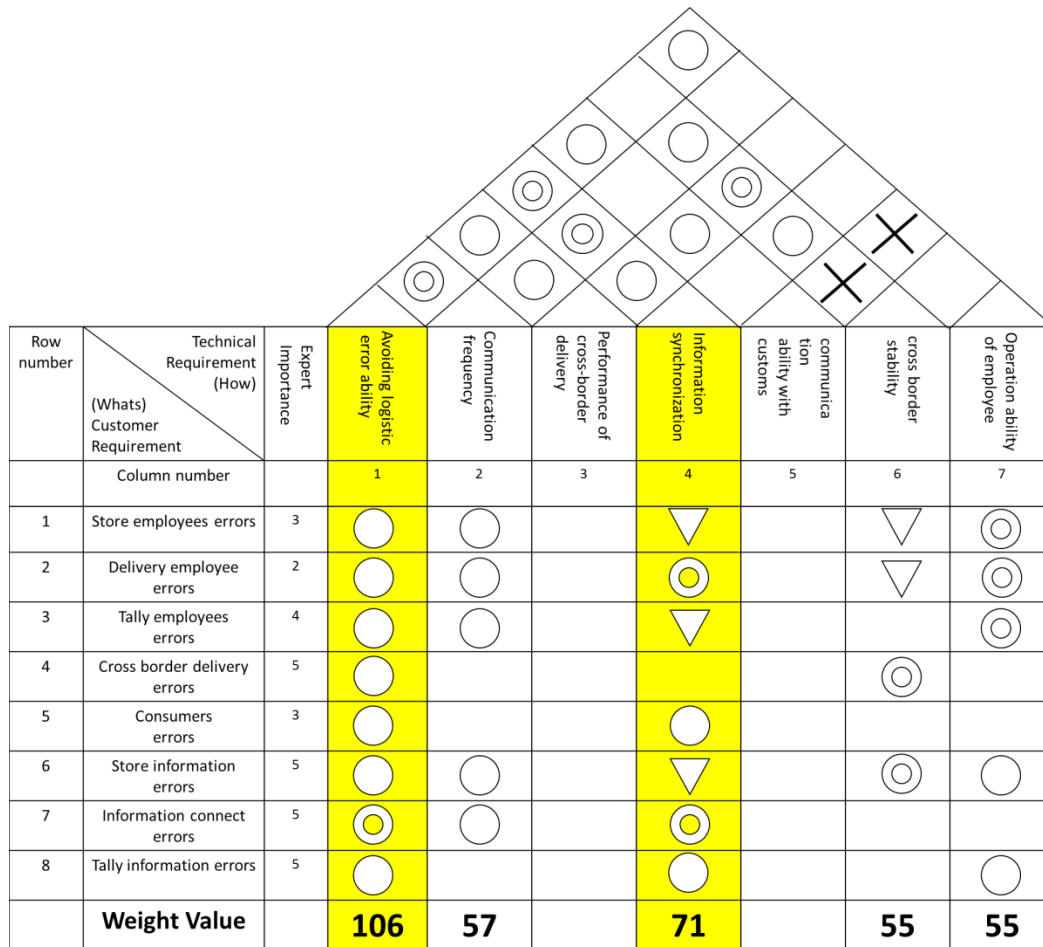 Row
number
Technical
Requirement
(How)
(Whats)
Customer
Requirement
Expert
Importance
Avoiding logistic
error ability
Communication
frequency
Performance of
cross-border
delivery
Information
synchronization
communica
tion
ability with
customs
cross border
stability
Operation ability
of employee
Column number 1 2 3 4 5 6 7
1 Store employees errors 3
2 Delivery employee
errors 2
3 Tally employees
errors 4
4 Cross border delivery
errors 5
5 Consumers
errors 3
6 Store information
errors 5
7 Information connect
errors 5
8 Tally information errors 5
Weight Value 106 57 71 55 55